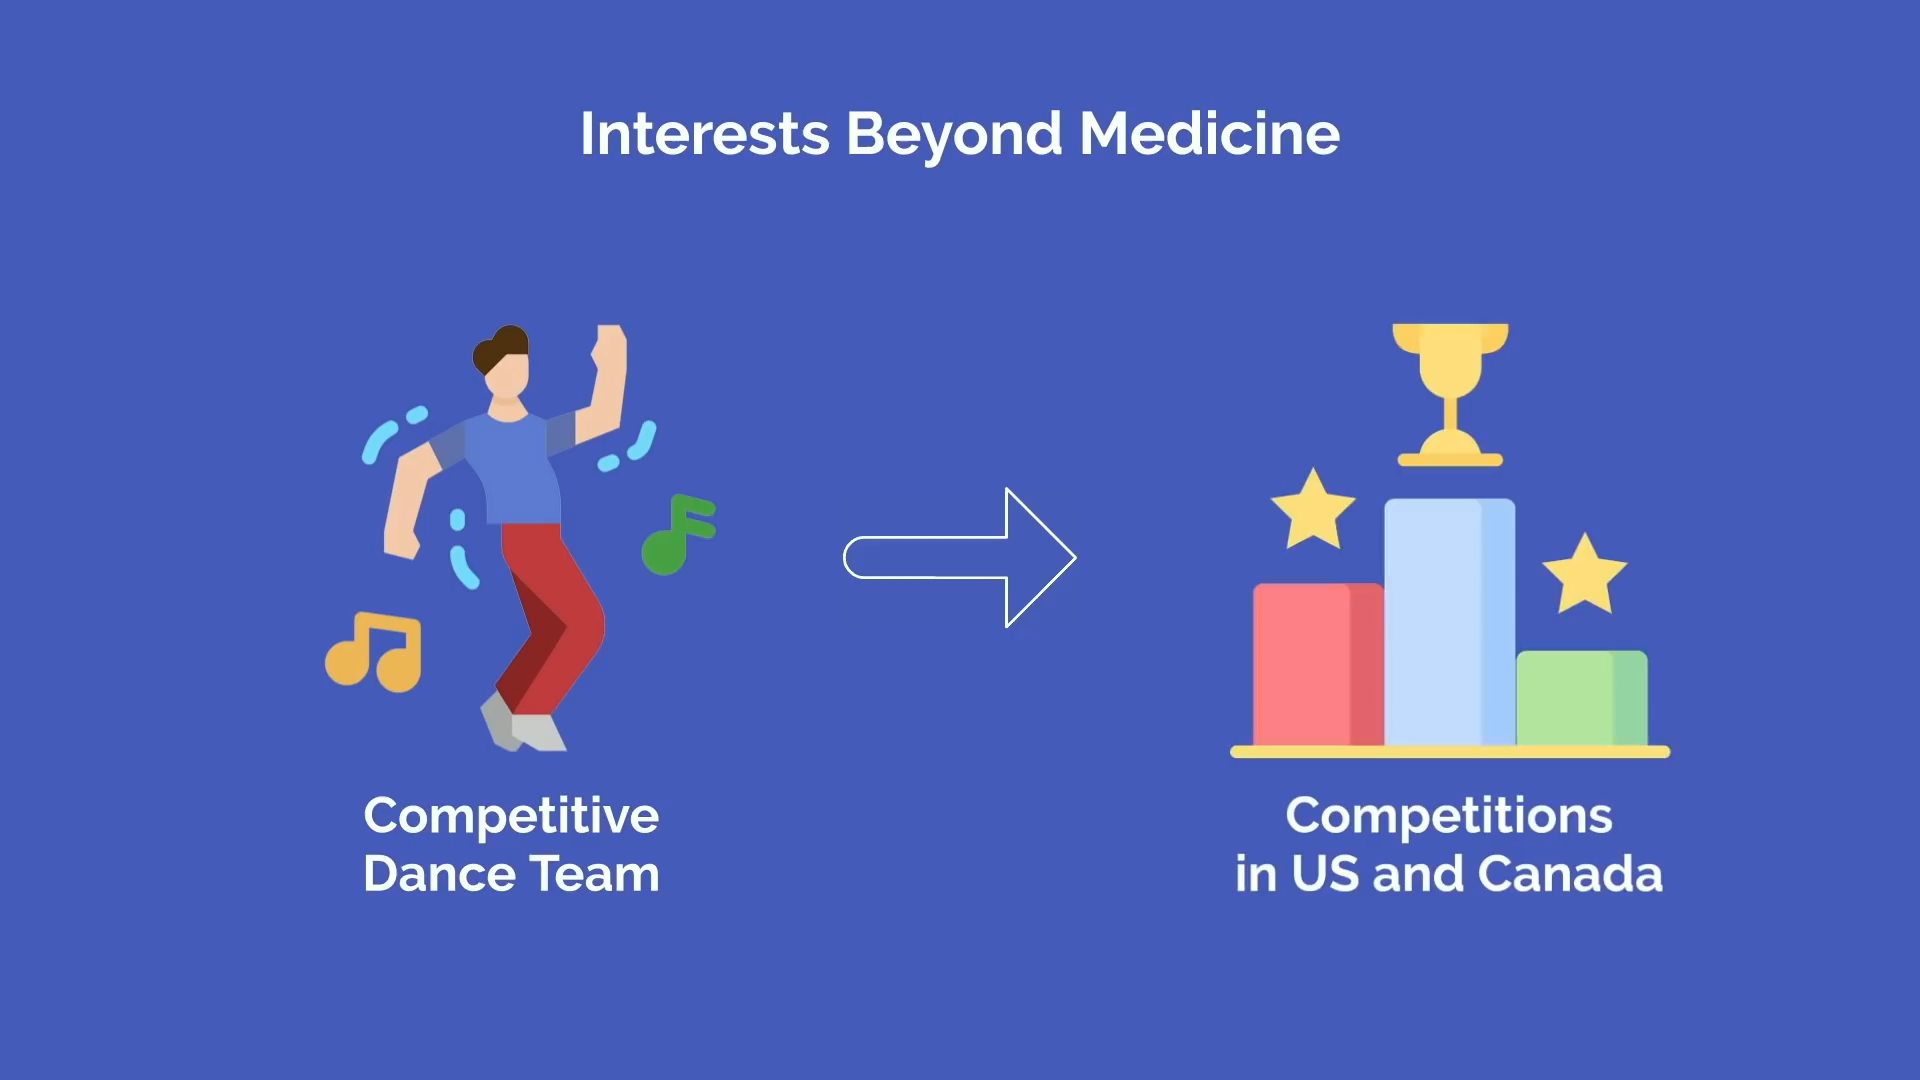 Interests Beyond Medicine
Competitive
Dance Team
Competitions
in US and Canada